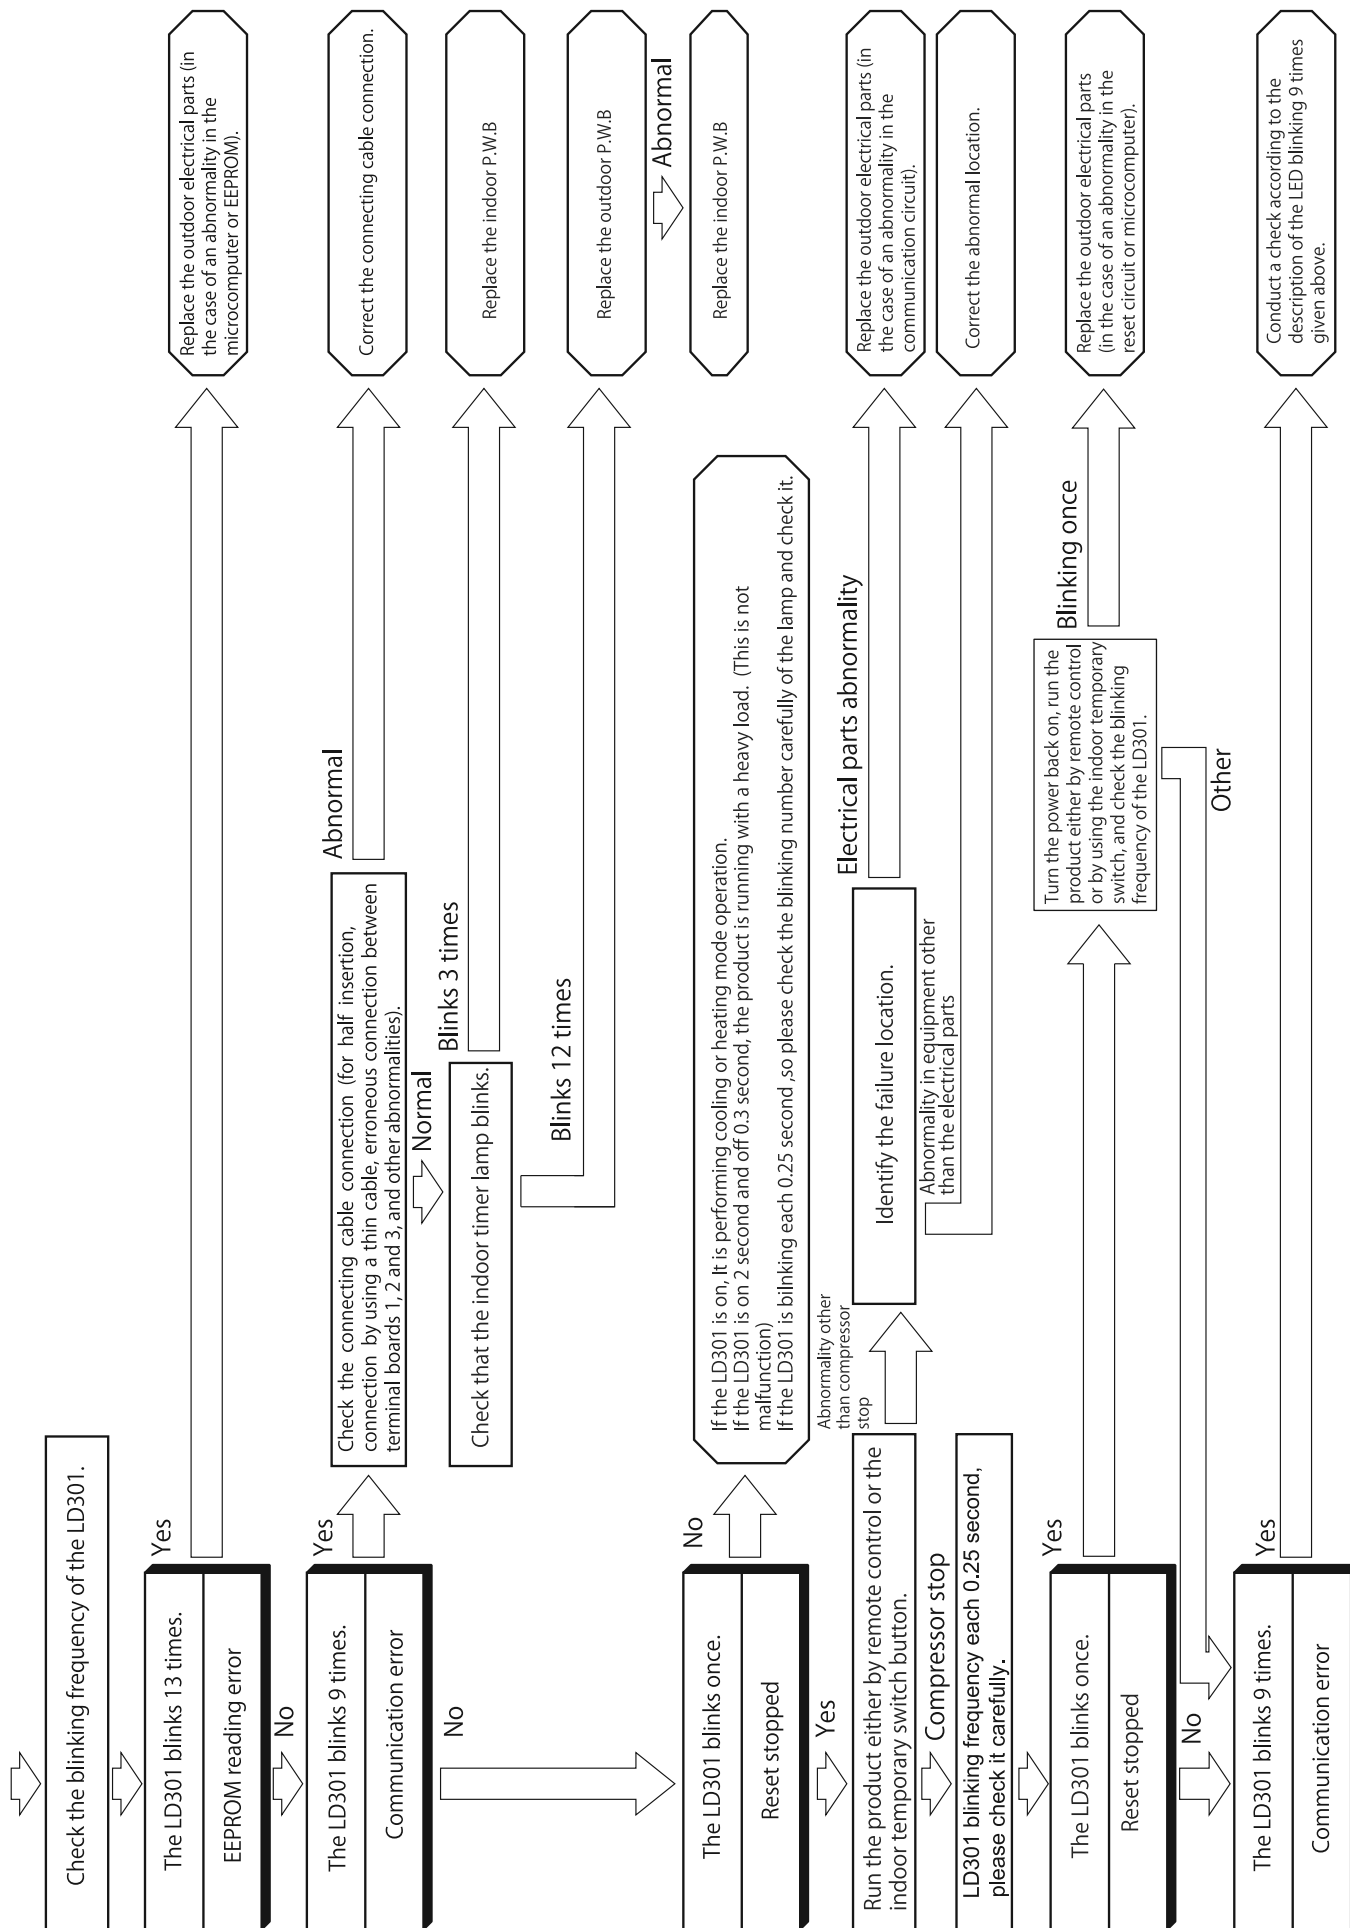 Check the blinking frequency of the LD301.
The LD301 blinks 13 times.
EEPROM reading error
Yes
Replace the outdoor electrical parts (in
the case of an abnormality in the
microcomputer or EEPROM).
No
The LD301 blinks 9 times.
Communication error
Yes
Check the connecting cable connection (for half insertion,
connection by using a thin cable, erroneous connection between
terminal boards 1, 2 and 3, and other abnormalities).
Abnormal
Correct the connecting cable connection.
Normal
Check that the indoor timer lamp blinks.
Blinks 3 times
Replace the indoor P.W.B
Blinks 12 times
Replace the outdoor P.W.B
Abnormal
Replace the indoor P.W.B
No
The LD301 blinks once.
Reset stopped
No
If the LD301 is on, It is performing cooling or heating mode operation.
If the LD301 is on 2 second and off 0.3 second, the product is running with a heavy load. (This is not
malfunction)
If the LD301 is bilnking each 0.25 second ,so please check the blinking number carefully of the lamp and check it.
Yes
Run the product either by remote control or the
indoor temporary switch button.
Abnormality other
than compressor
stop
Identify the failure location.
Electrical parts abnormality
Replace the outdoor electrical parts (in
the case of an abnormality in the
communication circuit).
Abnormality in equipment other
than the electrical parts
Correct the abnormal location.
Compressor stop
LD301 blinking frequency each 0.25 second,
please check it carefully.
The LD301 blinks once.
Reset stopped
Yes
Turn the power back on, run the
product either by remote control
or by using the indoor temporary
switch, and check the blinking
frequency of the LD301.
Blinking once
Replace the outdoor electrical parts
(in the case of an abnormality in the
reset circuit or microcomputer).
Other
No
The LD301 blinks 9 times.
Communication error
Yes
Conduct a check according to the
description of the LED blinking 9 times
given above.